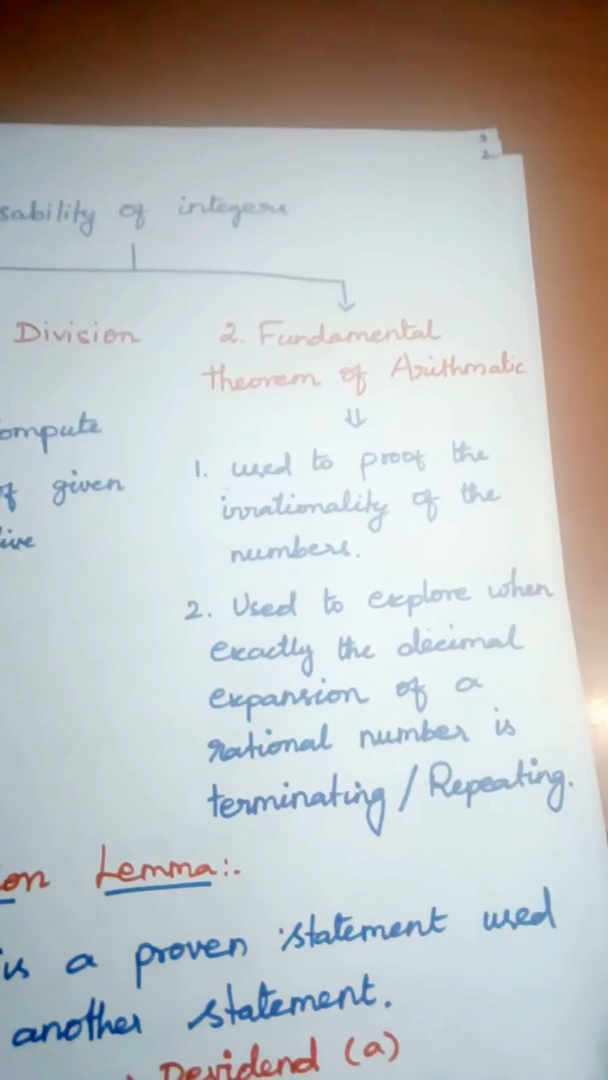 sability of integers
Division
2. Fundamental
theorem of Arithmatic
ompute
of given
ive
1. used to proof the
irrationality of the
numbers.
2. Used to explore when
exactly the decimal
expansion of a
rational number is
terminating / Repeating.
on Lemma:-
is a proven statement used
another statement.
Devidend (a)